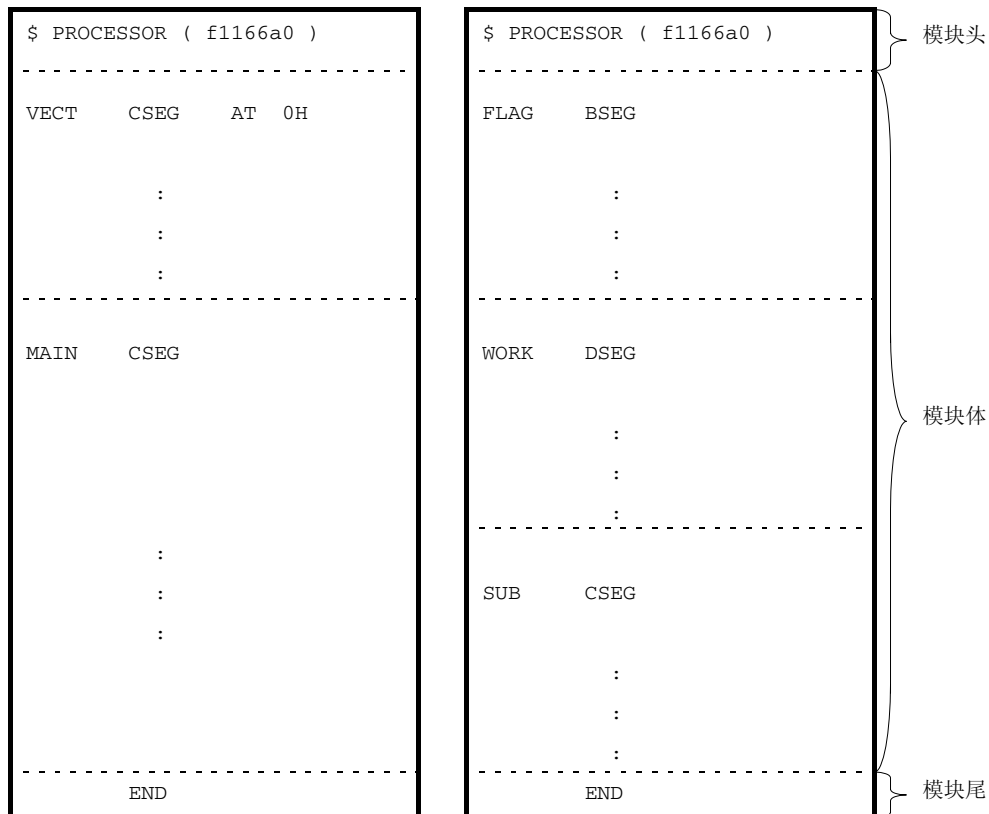 $ PROCESSOR ( f1166a0 )
VECT CSEG AT 0H
:
:
:
MAIN CSEG
:
:
:
END
$ PROCESSOR ( f1166a0 )
FLAG BSEG
:
:
:
WORK DSEG
:
:
:
SUB CSEG
:
:
:
END
模块头
模块体
模块尾